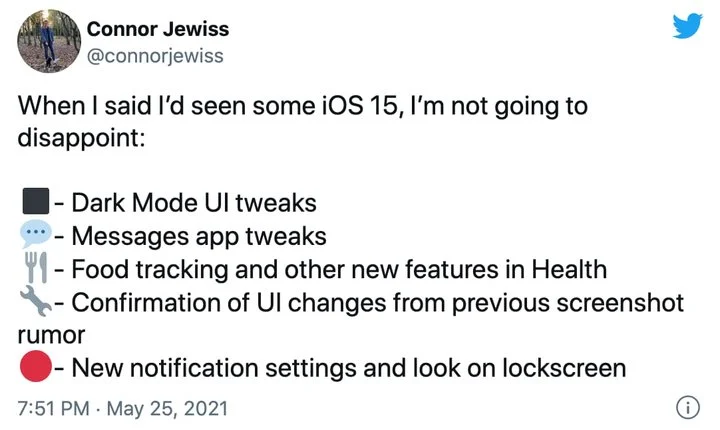 Connor Jewiss
@connorjewiss
When I said I'd seen some iOS 15, I'm not going to
disappoint:
⬛- Dark Mode UI tweaks
💬- Messages app tweaks
🍴- Food tracking and other new features in Health
🔧- Confirmation of UI changes from previous screenshot
rumor
🔴- New notification settings and look on lockscreen
7:51 PM · May 25, 2021